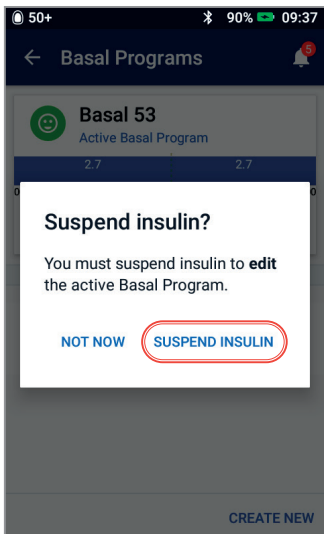 50+ 90% 09:37
Basal Programs 5
Basal 53
Active Basal Program
2.7 2.7
Suspend insulin?
You must suspend insulin to edit
the active Basal Program.
NOT NOW SUSPEND INSULIN
CREATE NEW